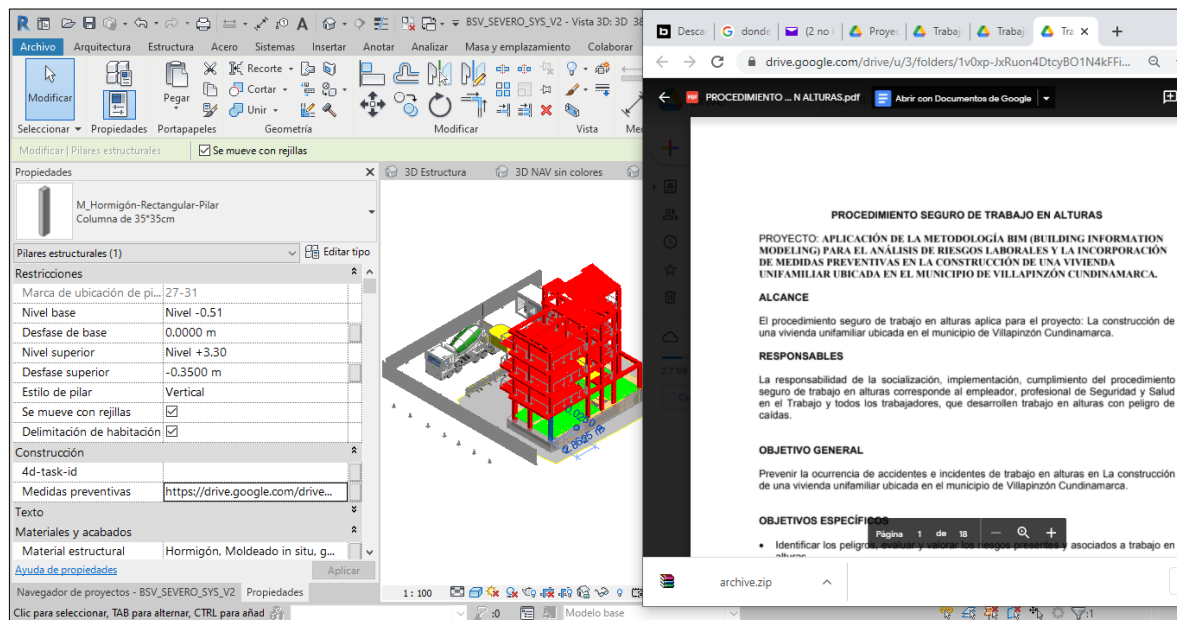 BSV_SEVERO_SYS_V2 - Vista 3D: 3D
Archivo Arquitectura Estructura Acero Sistemas Insertar Anotar Analizar Masa y emplazamiento Colaborar
Modificar
Propiedades
Pegar
Recorte
Cortar
Unir
Seleccionar Propiedades Portapapeles Geometría Modificar Vista
Modificar | Pilares estructurales
Se mueve con rejillas
Propiedades
M_Hormigón-Rectangular-Pilar
Columna de 35*35cm
Pilares estructurales (1)
Editar tipo
Restricciones
Marca de ubicación de pi... 27-31
Nivel base Nivel -0.51
Desfase de base 0.0000 m
Nivel superior Nivel +3.30
Desfase superior -0.3500 m
Estilo de pilar Vertical
Se mueve con rejillas
Delimitación de habitación
Construcción
4d-task-id
Medidas preventivas https://drive.google.com/drive...
Texto
Materiales y acabados
Material estructural Hormigón, Moldeado in situ, g...
Ayuda de propiedades Aplicar
Navegador de proyectos - BSV_SEVERO_SYS_V2 Propiedades
Clic para seleccionar, TAB para alternar, CTRL para añad
3D Estructura 3D NAV sin colores
1 : 100
:0
Modelo base
:1
Desca donde (2 no Proye Trabaj Trabaj Tra
drive.google.com/drive/u/3/folders/1v0xp-JxRuon4DtcyBO1N4kFFi...
PROCEDIMIENTO ... N ALTURAS.pdf
Abrir con Documentos de Google
PROCEDIMIENTO SEGURO DE TRABAJO EN ALTURAS
PROYECTO: APLICACIÓN DE LA METODOLOGÍA BIM (BUILDING INFORMATION
MODELING) PARA EL ANÁLISIS DE RIESGOS LABORALES Y LA INCORPORACIÓN
DE MEDIDAS PREVENTIVAS EN LA CONSTRUCCIÓN DE UNA VIVIENDA
UNIFAMILIAR UBICADA EN EL MUNICIPIO DE VILLAPINZÓN CUNDINAMARCA.
ALCANCE
El procedimiento seguro de trabajo en alturas aplica para el proyecto: La construcción de
una vivienda unifamiliar ubicada en el municipio de Villapinzón Cundinamarca.
RESPONSABLES
La responsabilidad de la socialización, implementación, cumplimiento del procedimiento
seguro de trabajo en alturas corresponde al empleador, profesional de Seguridad y Salud
en el Trabajo y todos los trabajadores, que desarrollen trabajo en alturas con peligro de
caídas.
OBJETIVO GENERAL
Prevenir la ocurrencia de accidentes e incidentes de trabajo en alturas en La construcción
de una vivienda unifamiliar ubicada en el municipio de Villapinzón Cundinamarca.
OBJETIVOS ESPECÍFICOS
Página 1 de 18
• Identificar los peligros, evaluar y valorar los riesgos presentes y asociados a trabajo en
alturas
archive.zip